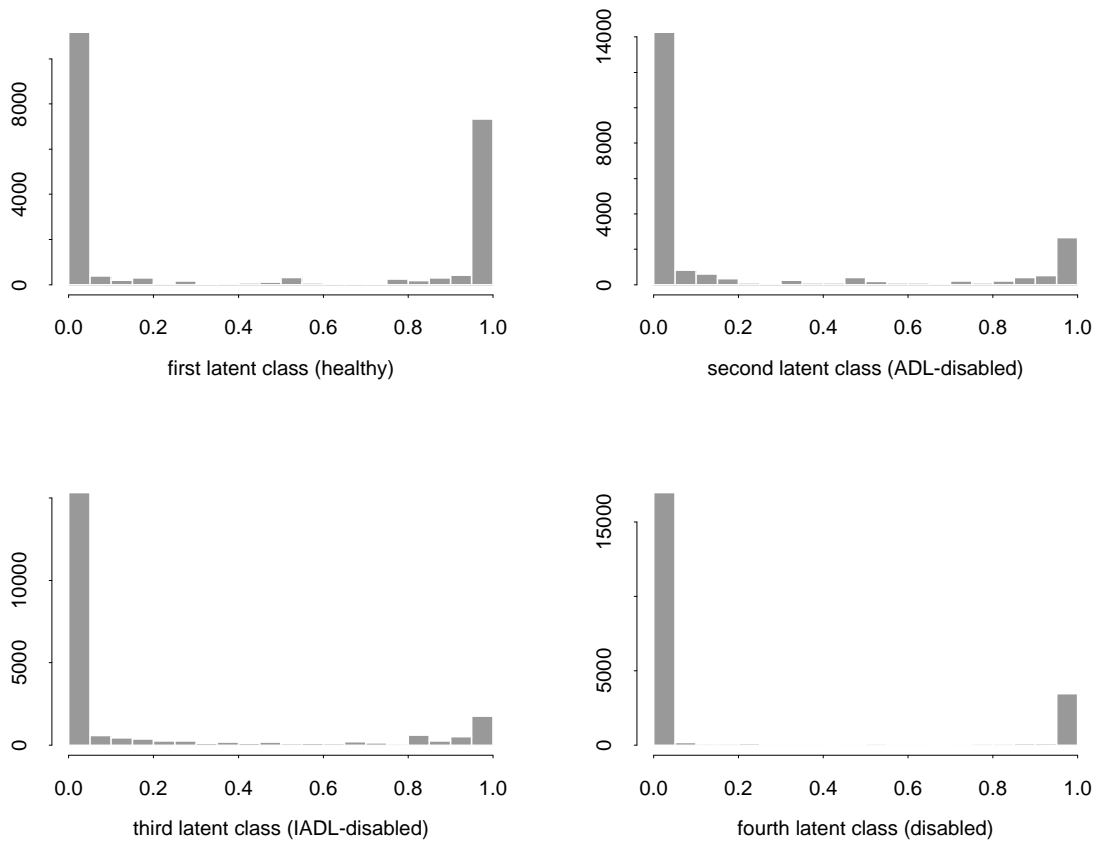 8000
4000
0
0.0 0.2 0.4 0.6 0.8 1.0
first latent class (healthy)
14000
8000
4000
0
0.0 0.2 0.4 0.6 0.8 1.0
second latent class (ADL-disabled)
10000
5000
0
0.0 0.2 0.4 0.6 0.8 1.0
third latent class (IADL-disabled)
15000
5000
0
0.0 0.2 0.4 0.6 0.8 1.0
fourth latent class (disabled)